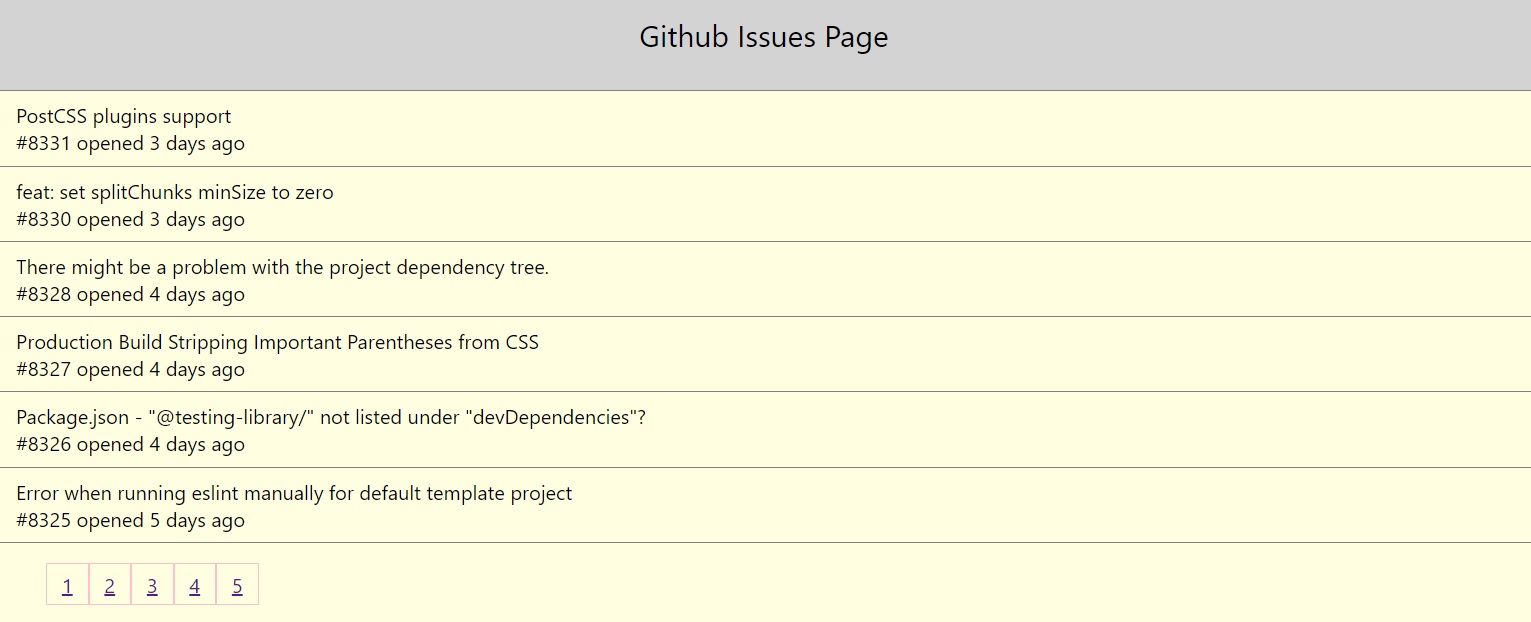 Github Issues Page
PostCSS plugins support
#8331 opened 3 days ago
feat: set splitChunks minSize to zero
#8330 opened 3 days ago
There might be a problem with the project dependency tree.
#8328 opened 4 days ago
Production Build Stripping Important Parentheses from CSS
#8327 opened 4 days ago
Package.json - "@testing-library/" not listed under "devDependencies"?
#8326 opened 4 days ago
Error when running eslint manually for default template project
#8325 opened 5 days ago
1 2 3 4 5